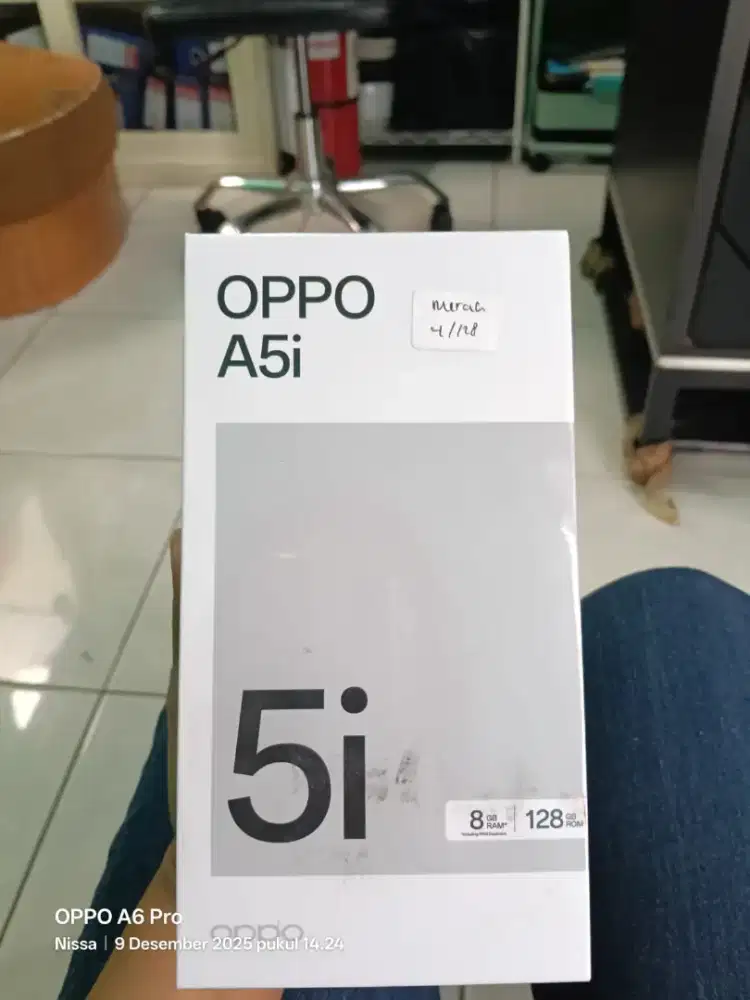 OPPO
A5i
Merah
4/128
5i
8 GB RAM* 128 GB ROM
oppo
OPPO A6 Pro
Nissa | 9 Desember 2025 pukul 14.24